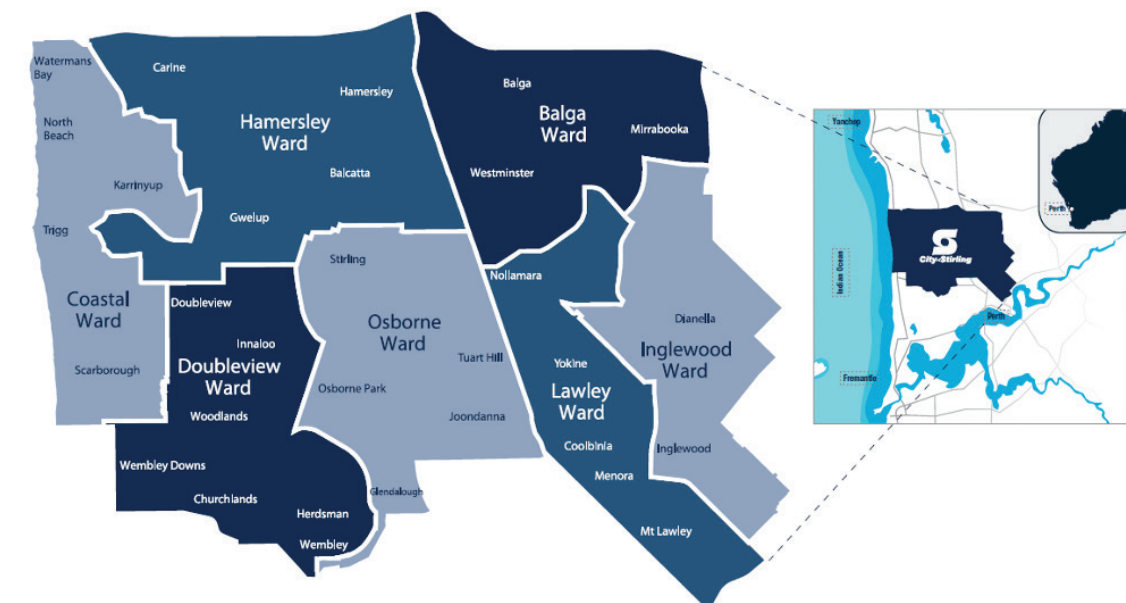 Watermans
Bay
North
Beach
Karrinyup
Trigg
Coastal
Ward
Scarborough
Carine
Hamersley
Hamersley
Ward
Balcatta
Gwelup
Balga
Balga
Ward
Mirrabooka
Westminster
Doubleview
Innaloo
Doubleview
Ward
Woodlands
Wembley Downs
Churchlands
Herdsman
Wembley
Stirling
Osborne
Ward
Tuart Hill
Osborne Park
Joondanna
Glendalough
Nollamara
Yokine
Lawley
Ward
Coolbinia
Menora
Mt Lawley
Dianella
Inglewood
Ward
Inglewood
Yanchep
Perth
City of Stirling
Indian Ocean
Perth
Fremantle